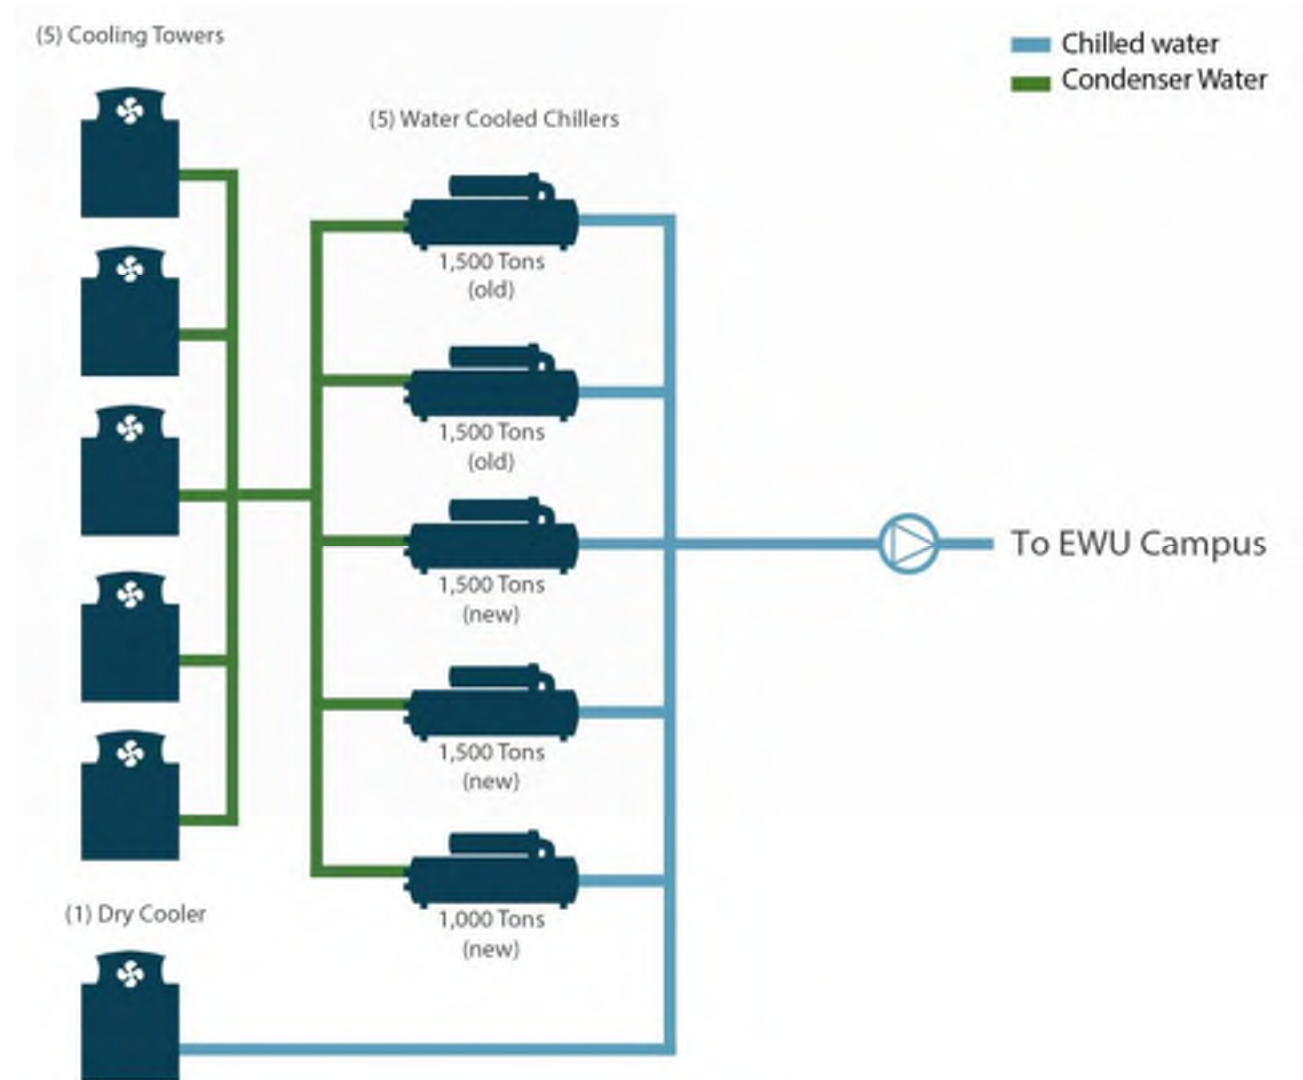 (5) Cooling Towers
Chilled water
Condenser Water
(5) Water Cooled Chillers
1,500 Tons
(old)
1,500 Tons
(old)
1,500 Tons
(new)
To EWU Campus
1,500 Tons
(new)
1,000 Tons
(new)
(1) Dry Cooler